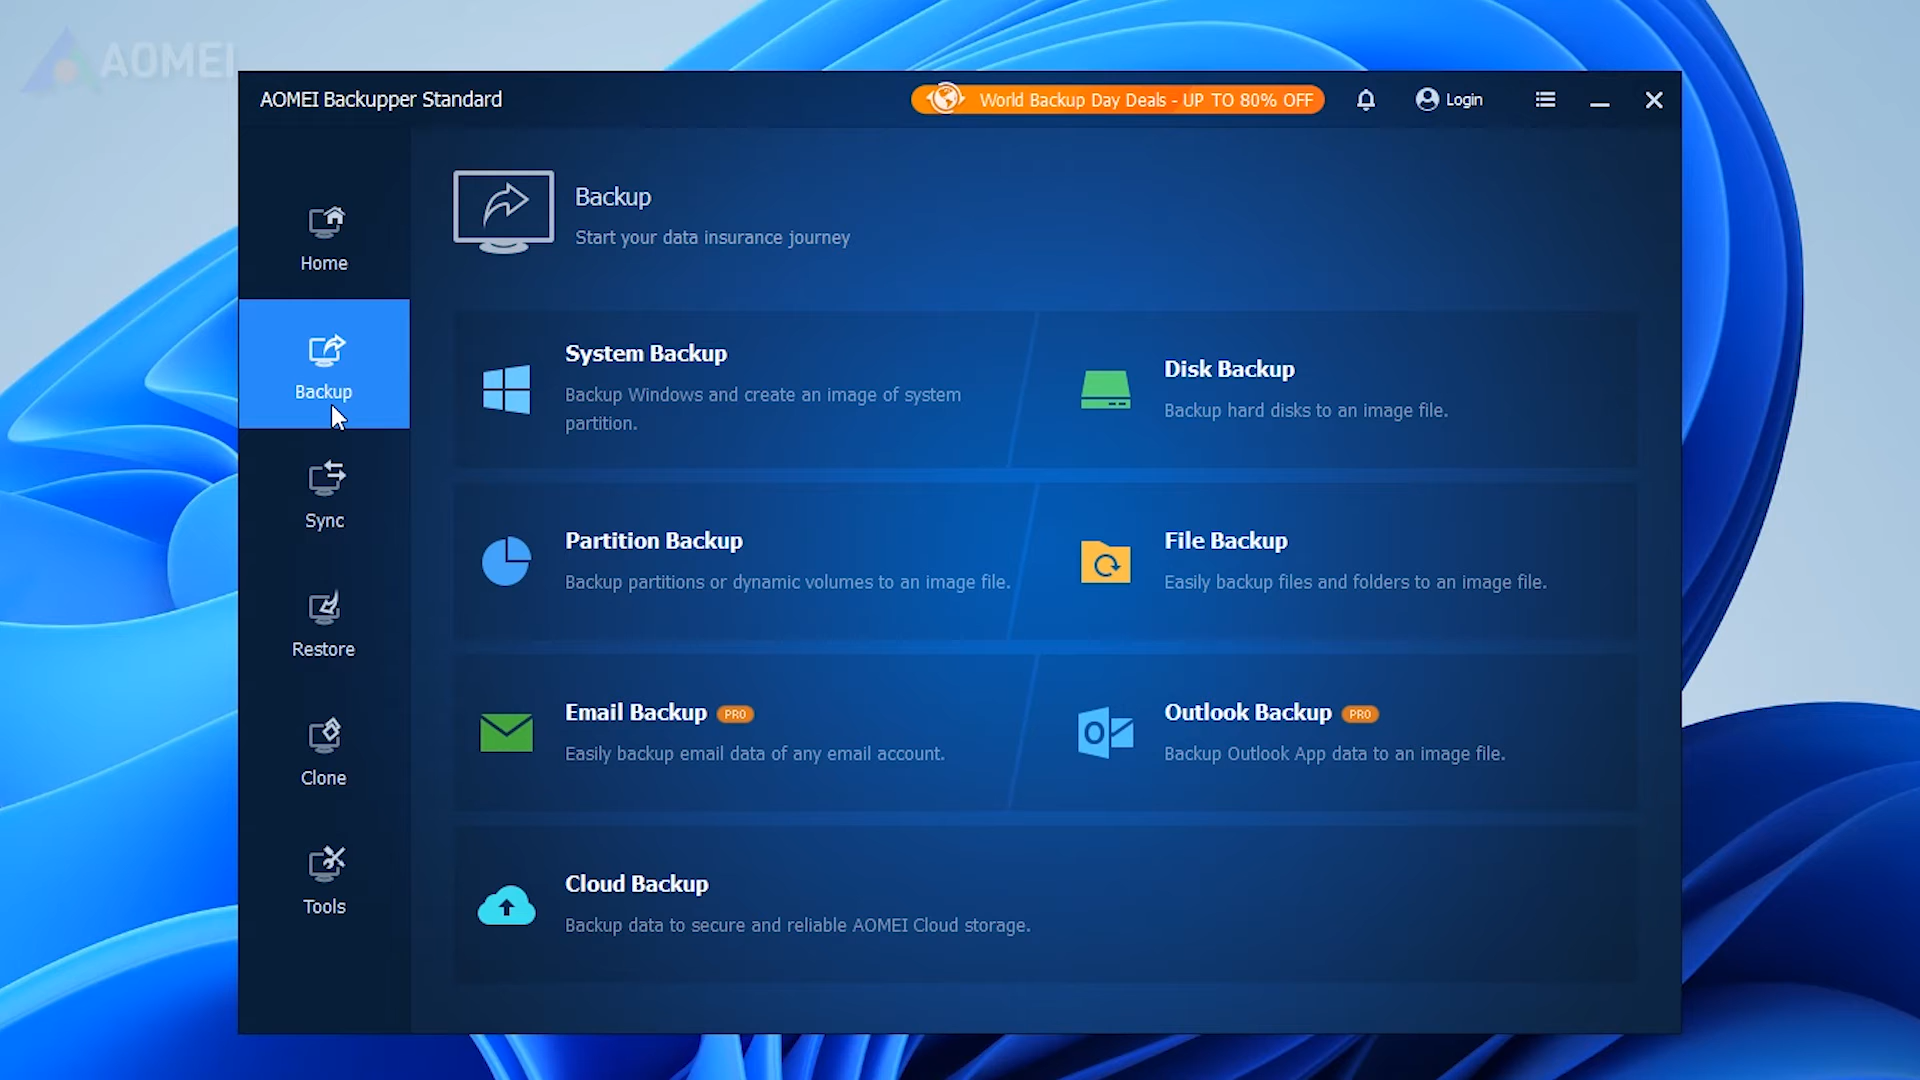 AOMEI
AOMEI Backupper Standard
World Backup Day Deals - UP TO 80% OFF
Login
Home
Backup
Sync
Restore
Clone
Tools
Backup
Start your data insurance journey
System Backup
Backup Windows and create an image of system
partition.
Disk Backup
Backup hard disks to an image file.
Partition Backup
Backup partitions or dynamic volumes to an image file.
File Backup
Easily backup files and folders to an image file.
Email Backup PRO
Easily backup email data of any email account.
Outlook Backup PRO
Backup Outlook App data to an image file.
Cloud Backup
Backup data to secure and reliable AOMEI Cloud storage.